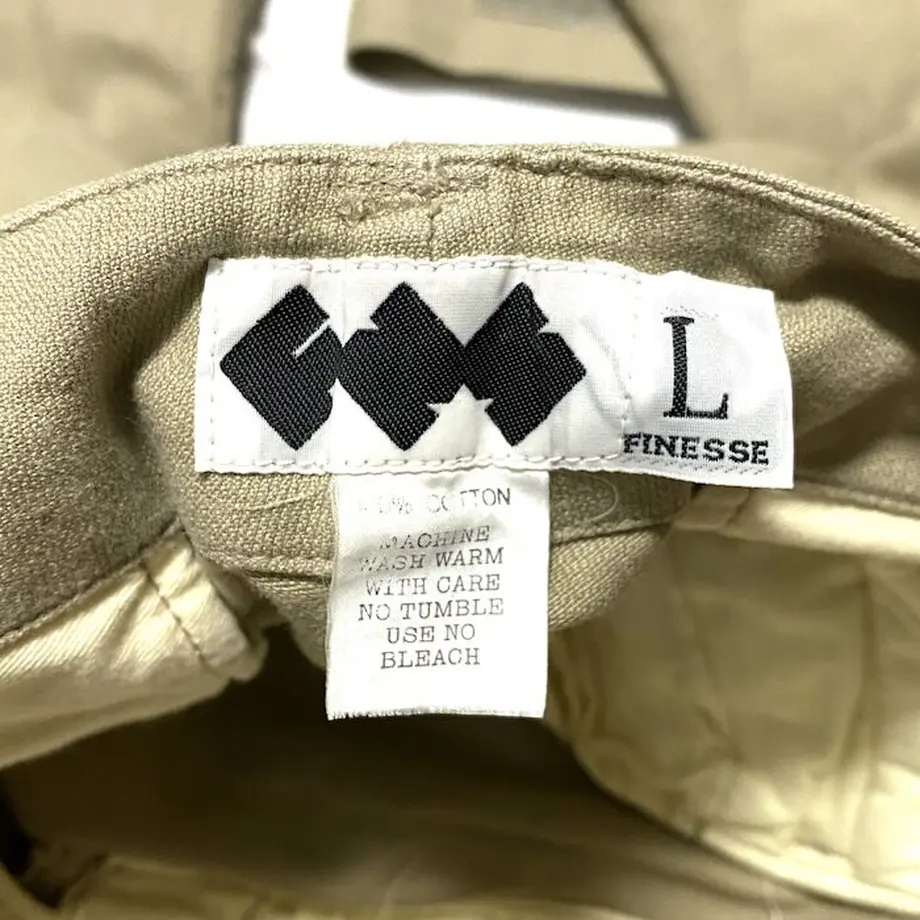 L
FINESSE
COTTON
MACHINE
WASH WARM
WITH CARE
NO TUMBLE
USE NO
BLEACH